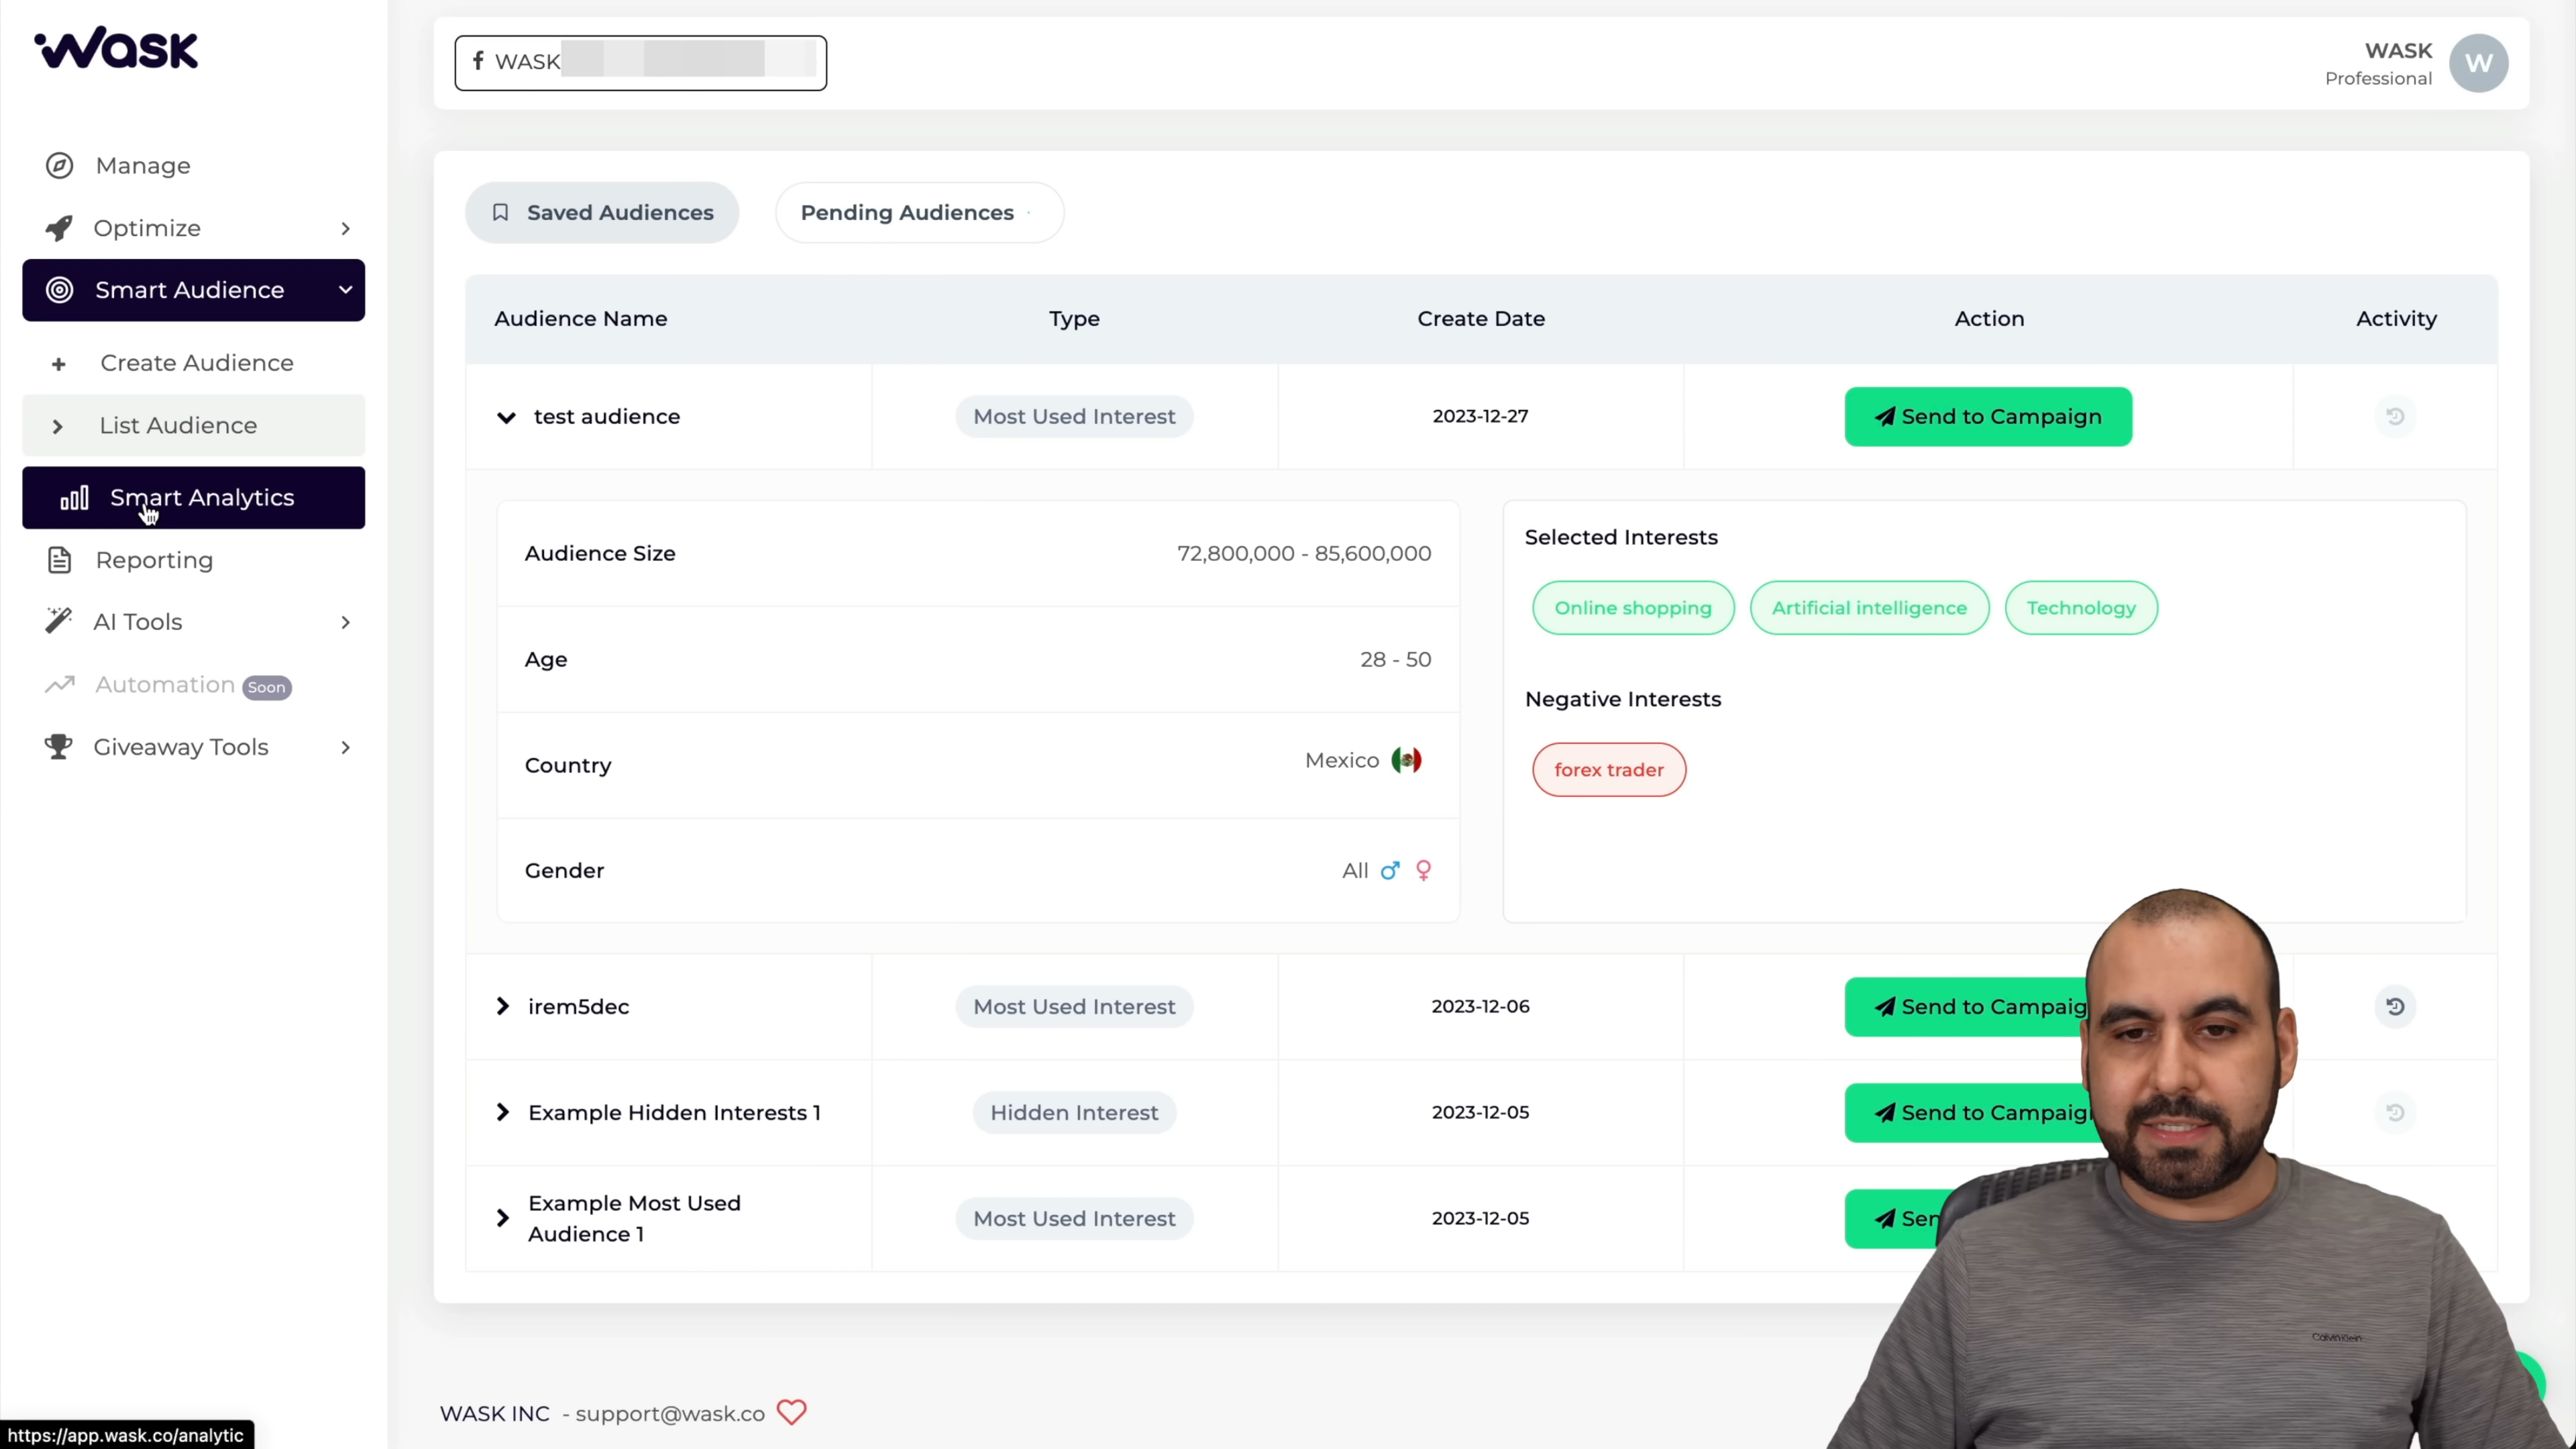 Wask
WASK
WASK
Professional
W
Manage
Optimize
Smart Audience
Create Audience
List Audience
Smart Analytics
Reporting
AI Tools
Automation Soon
Giveaway Tools
Saved Audiences
Pending Audiences
Audience Name Type Create Date Action Activity
test audience Most Used Interest 2023-12-27 Send to Campaign
Audience Size 72,800,000 - 85,600,000
Age 28 - 50
Country Mexico
Gender All
Selected Interests
Online shopping Artificial intelligence Technology
Negative Interests
forex trader
irem5dec Most Used Interest 2023-12-06 Send to
Example Hidden Interests 1 Hidden Interest 2023-12-05 Send to
Example Most Used
Audience 1 Most Used Interest 2023-12-05
WASK INC - support@wask.co
https://app.wask.co/analytic
Calvin Klein